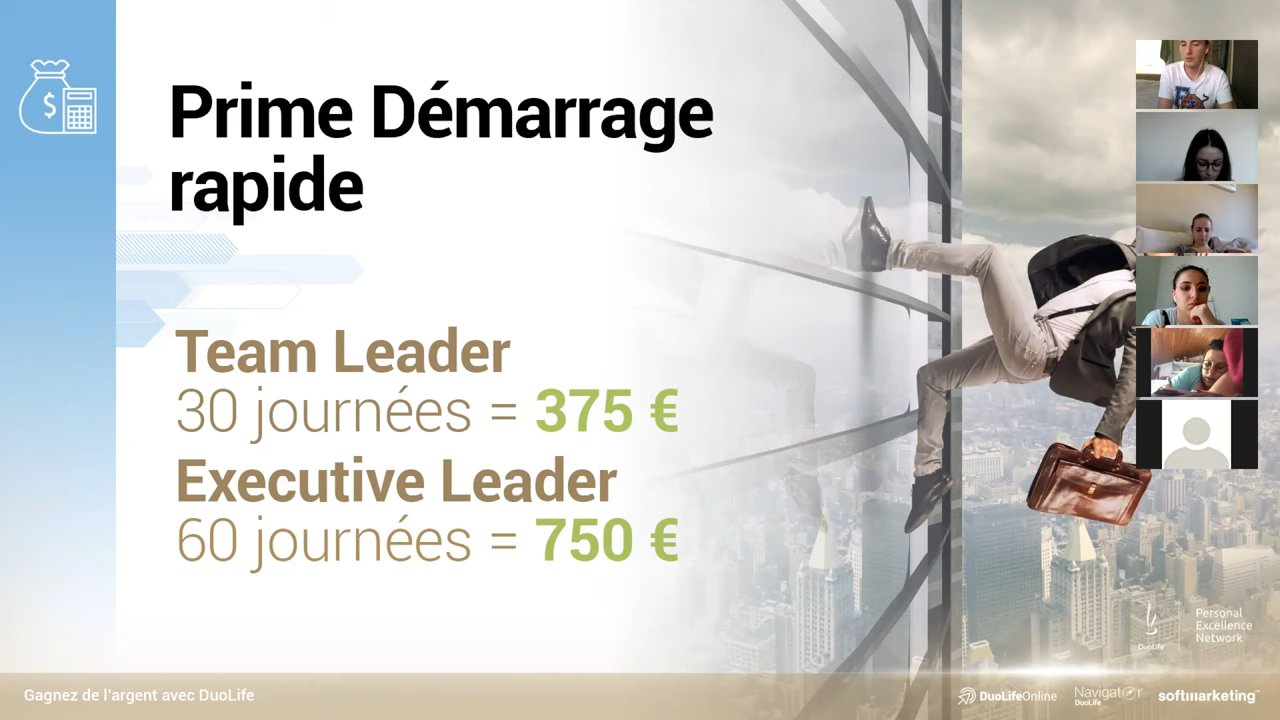 Prime Démarrage
rapide
Team Leader
30 journées = 375 €
Executive Leader
60 journées = 750 €
$
DuoLife
Personal
Excellence
Network
Gagnez de l'argent avec DuoLife
DuoLifeOnline
Navigator
DuoLife
softmarketing™